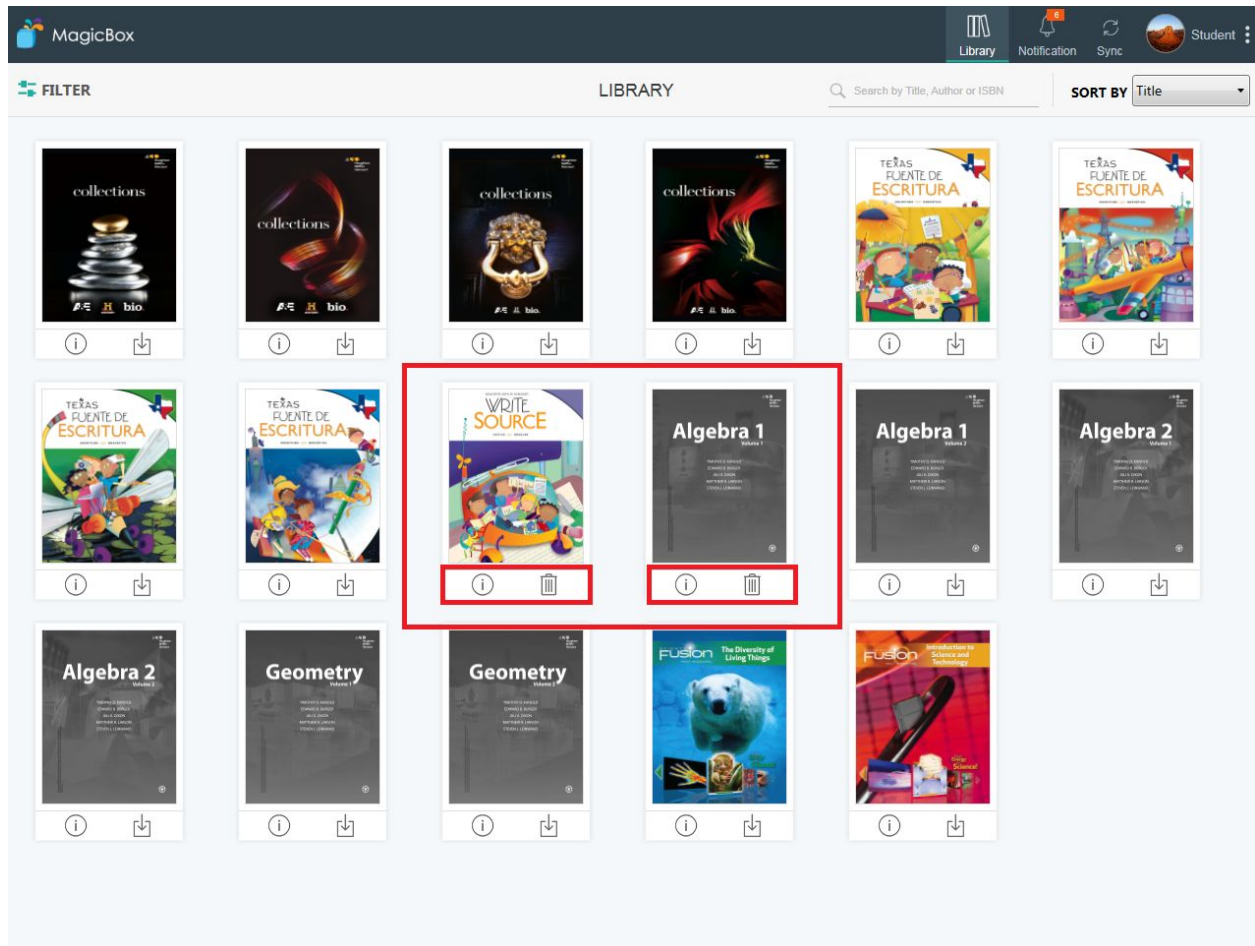 MagicBox
Library
6
Notification
Sync
Student
FILTER
LIBRARY
Search by Title, Author or ISBN
SORT BY Title
collections
A&E H bio.
collections
A&E H bio.
collections
A&E H bio.
collections
A&E H bio.
TEXAS
FUENTE DE
ESCRITURA
TEXAS
FUENTE DE
ESCRITURA
TEXAS
FUENTE DE
ESCRITURA
TEXAS
FUENTE DE
ESCRITURA
WRITE
SOURCE
Algebra 1
Volume 1
Algebra 1
Volume 2
Algebra 2
Volume 1
Algebra 2
Volume 2
Geometry
Volume 1
Geometry
Volume 2
FUSION
The Diversity of
Living Things
FUSION
Introduction to
Science and
Technology
Science!